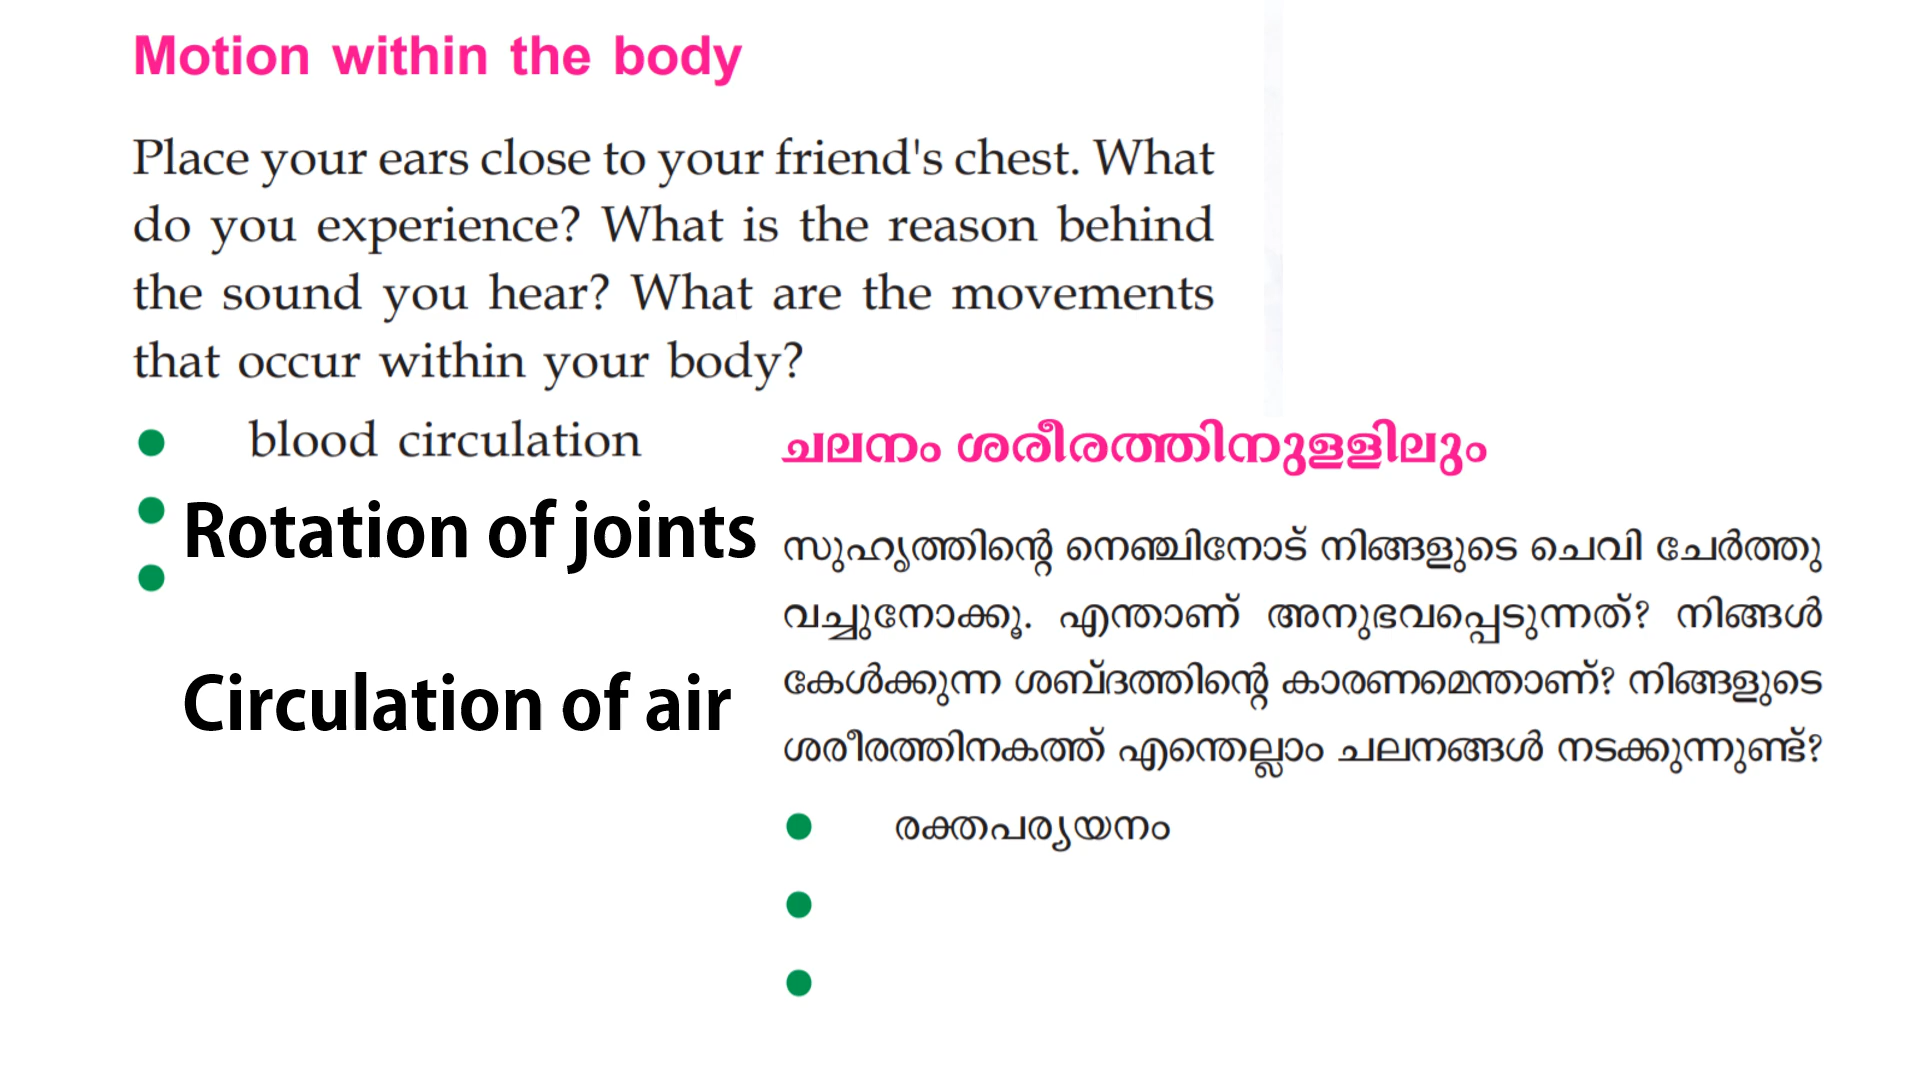 Motion within the body
Place your ears close to your friend's chest. What
do you experience? What is the reason behind
the sound you hear? What are the movements
that occur within your body?
● blood circulation
● Rotation of joints
●
Circulation of air
ചലനം ശരീരത്തിനുള്ളിലും
സുഹൃത്തിന്റെ നെഞ്ചിനോട് നിങ്ങളുടെ ചെവി ചേർത്തു
വച്ചുനോക്കൂ. എന്താണ് അനുഭവപ്പെടുന്നത്? നിങ്ങൾ
കേൾക്കുന്ന ശബ്ദത്തിന്റെ കാരണമെന്താണ്? നിങ്ങളുടെ
ശരീരത്തിനകത്ത് എന്തെല്ലാം ചലനങ്ങൾ നടക്കുന്നുണ്ട്?
● രക്തപര്യയനം
●
●